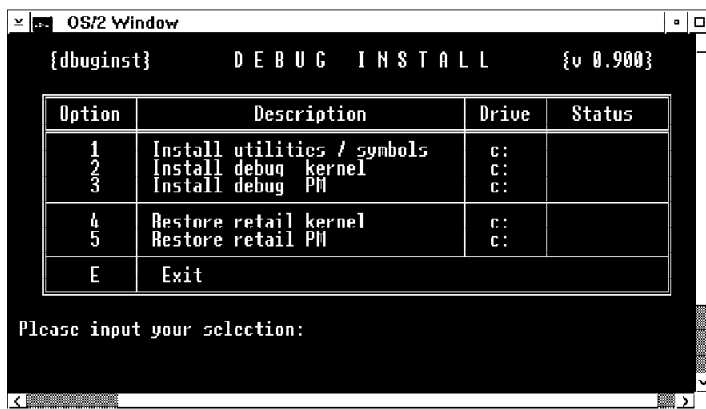 OS/2 Window
{dbuginst} D E B U G I N S T A L L {v 0.900}
Option Description Drive Status
1 Install utilities / symbols c:
2 Install debug kernel c:
3 Install debug PM c:
4 Restore retail kernel c:
5 Restore retail PM c:
E Exit
Please input your selection: